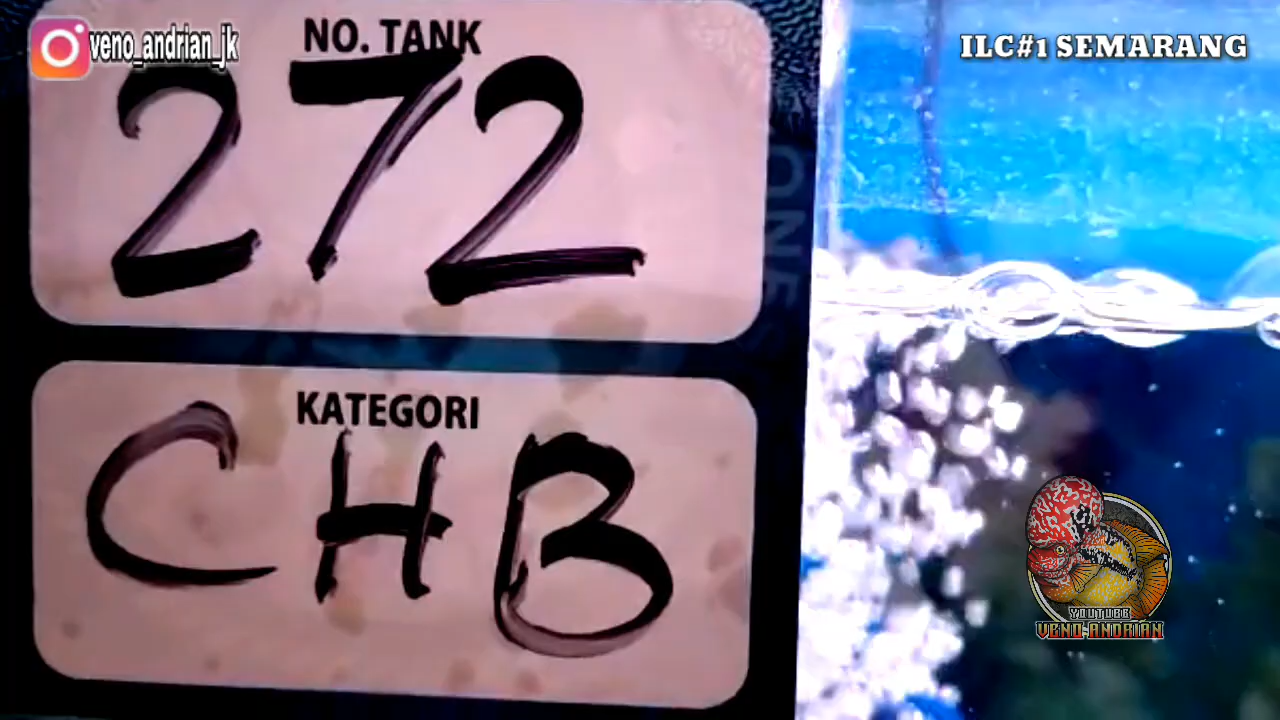 veno_andrian_jk
ILC#1 SEMARANG
NO. TANK
272
KATEGORI
CHB
YOUTUBE
VENO ANDRIAN